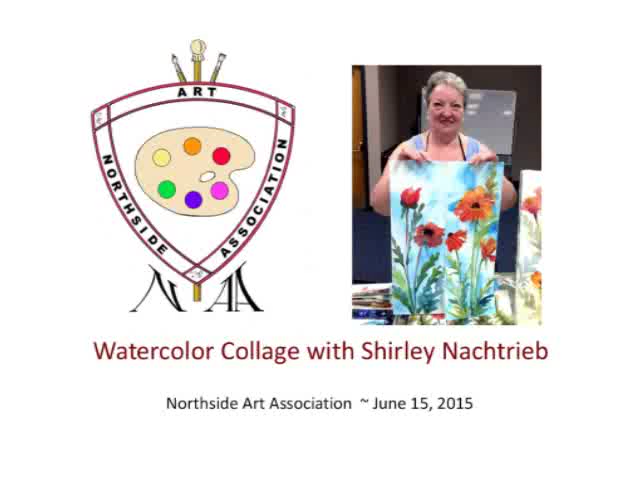 ART
NORTHSIDE
ASSOCIATION
NAA
Watercolor Collage with Shirley Nachtrieb
Northside Art Association ~ June 15, 2015